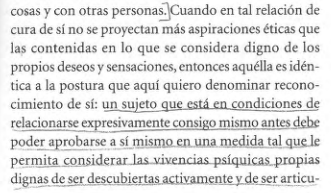 cosas y con otras personas.]Cuando en tal relación de
cura de sí no se proyectan más aspiraciones éticas que
las contenidas en lo que se considera digno de los
propios deseos y sensaciones, entonces aquélla es idén-
tica a la postura que aquí quiero denominar recono-
cimiento de sí: un sujeto que está en condiciones de
relacionarse expresivamente consigo mismo antes debe
poder aprobarse a sí mismo en una medida tal que le
permita considerar las vivencias psíquicas propias
dignas de ser descubiertas activamente y de ser articu-